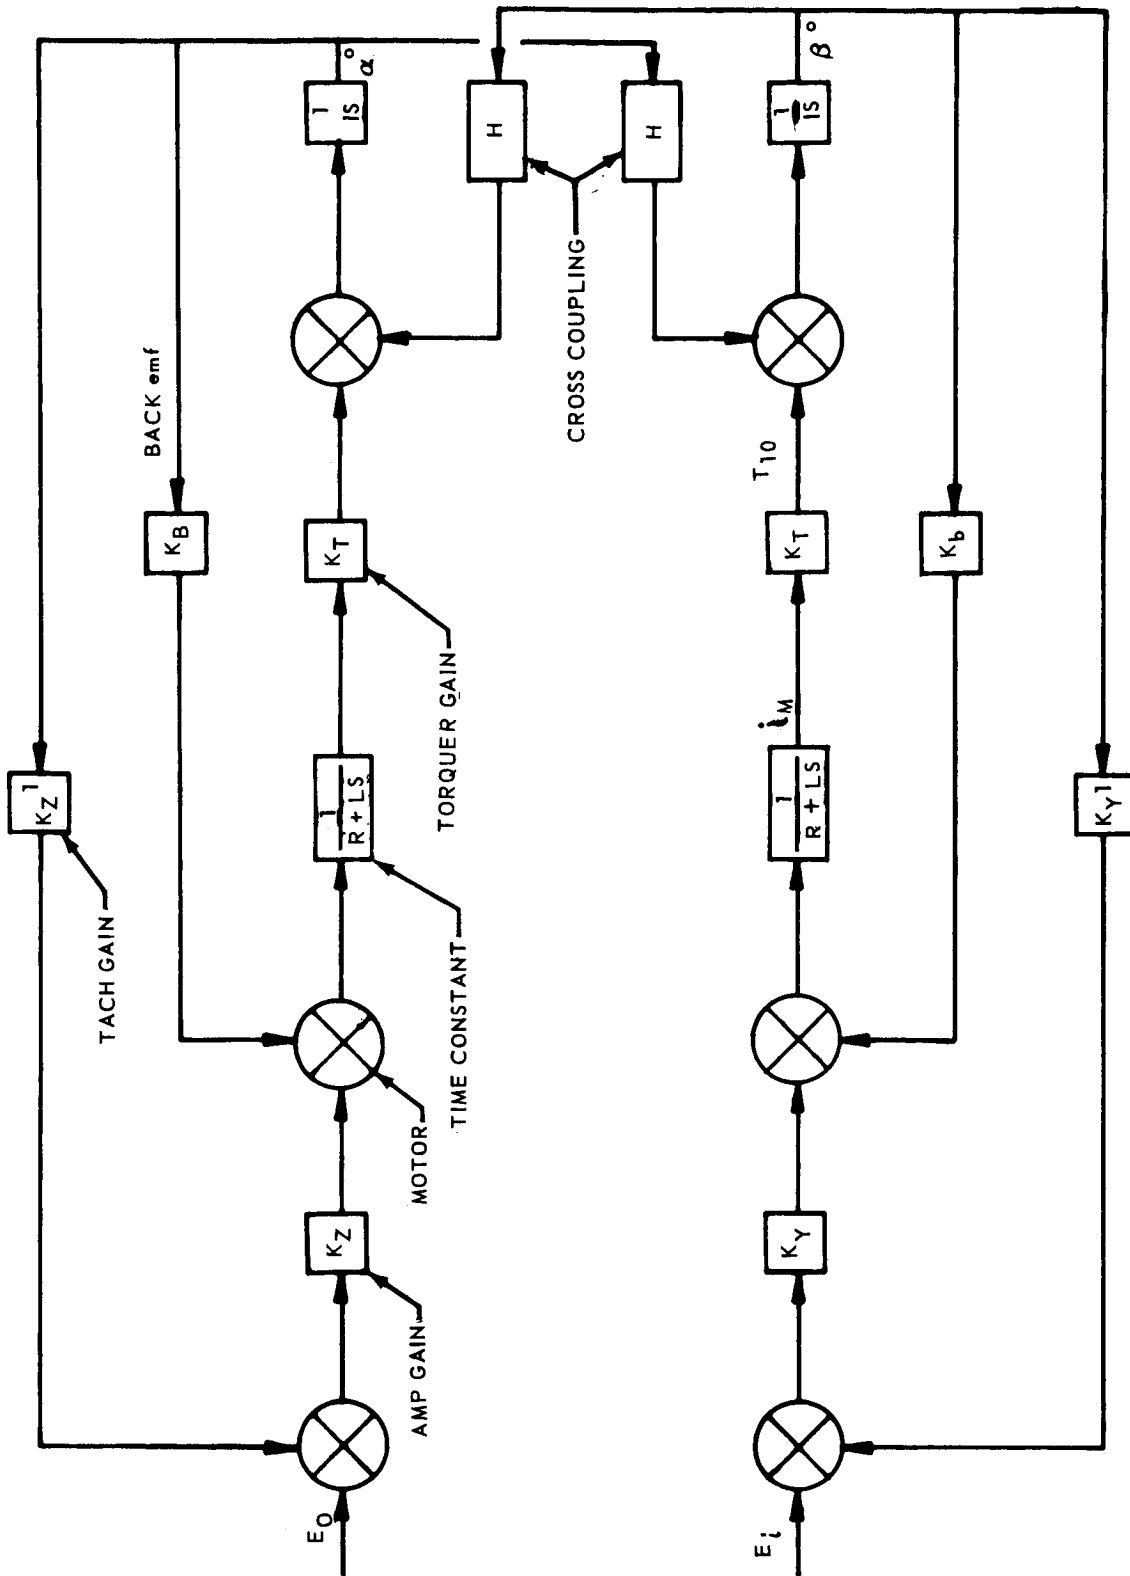 TACH GAIN
K_Z^1
BACK emf
K_B
E_O
AMP GAIN
K_Z
MOTOR
TIME CONSTANT
1
R + LS
TORQUER GAIN
K_T
1
IS
α°
CROSS COUPLING
H
H
E_i
K_Y
1
R + LS
i_M
K_T
T_10
1
IS
β°
K_b
K_Y^1